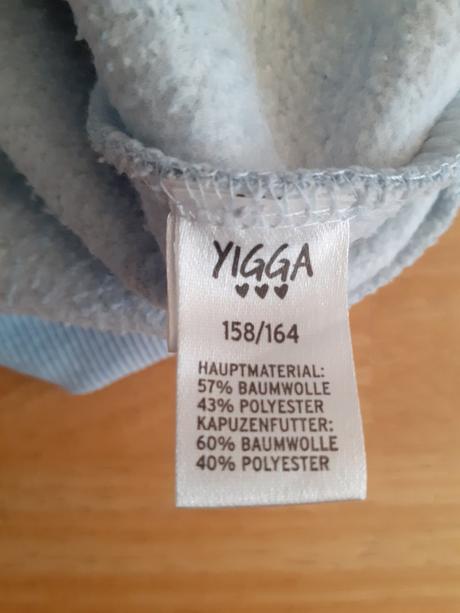 YIGGA
158/164
HAUPTMATERIAL:
57% BAUMWOLLE
43% POLYESTER
KAPUZENFUTTER:
60% BAUMWOLLE
40% POLYESTER